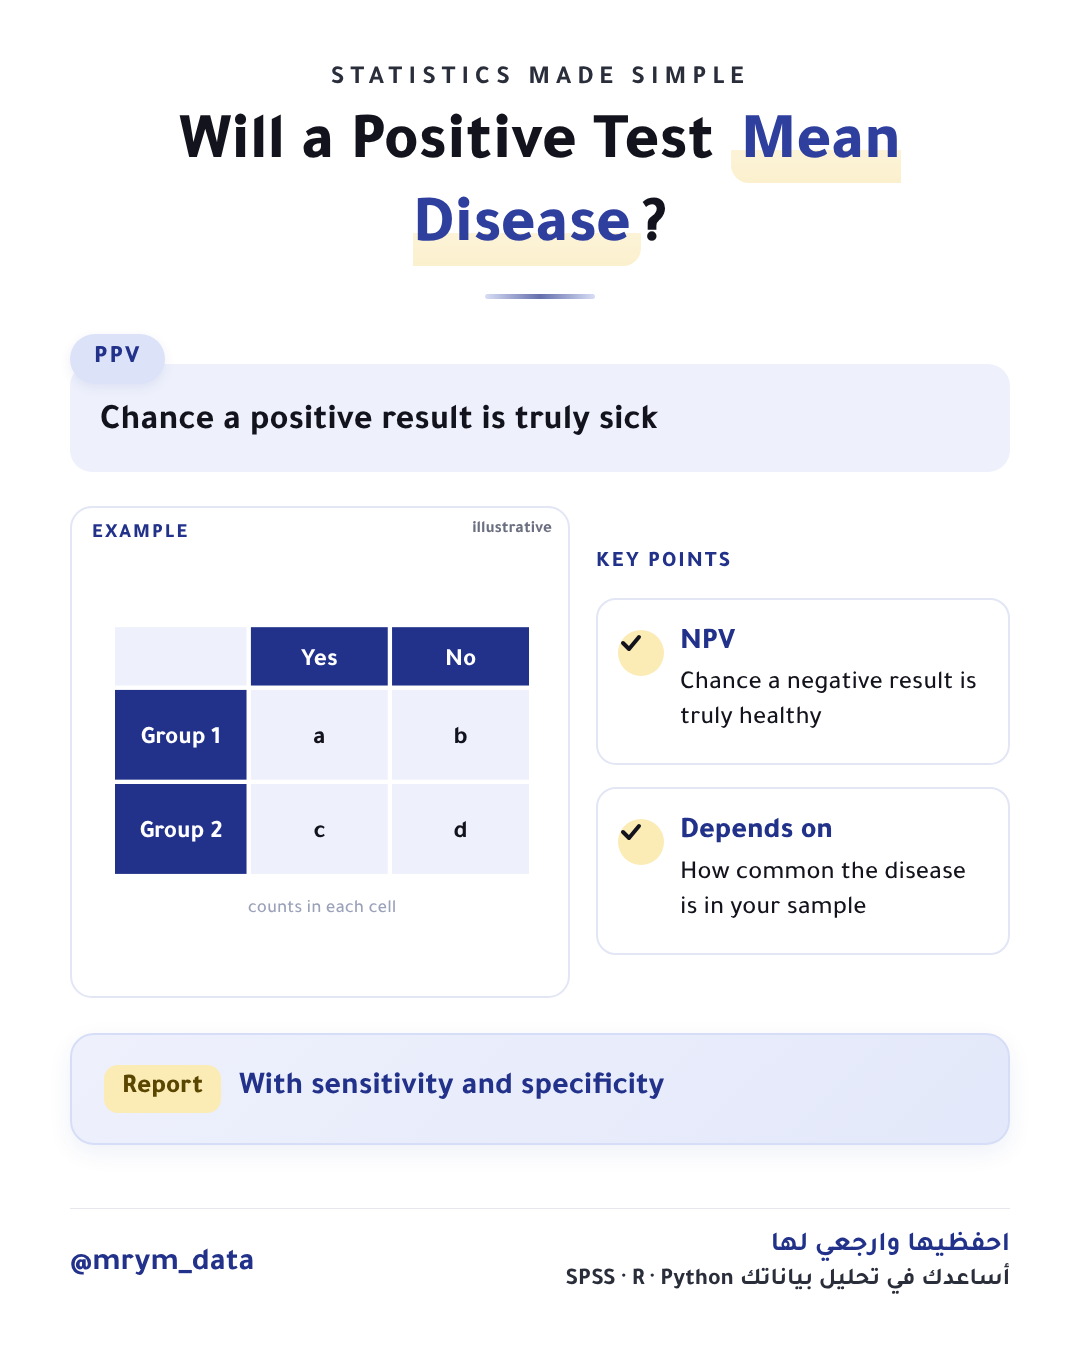 STATISTICS MADE SIMPLE
Will a Positive Test Mean
Disease?
PPV
Chance a positive result is truly sick
EXAMPLE
illustrative
Yes No
Group 1 a b
Group 2 c d
counts in each cell
KEY POINTS
NPV
Chance a negative result is
truly healthy
Depends on
How common the disease
is in your sample
Report With sensitivity and specificity
@mrym_data
احفظيها وارجعي لها
أساعدك في تحليل بياناتك SPSS · R · Python